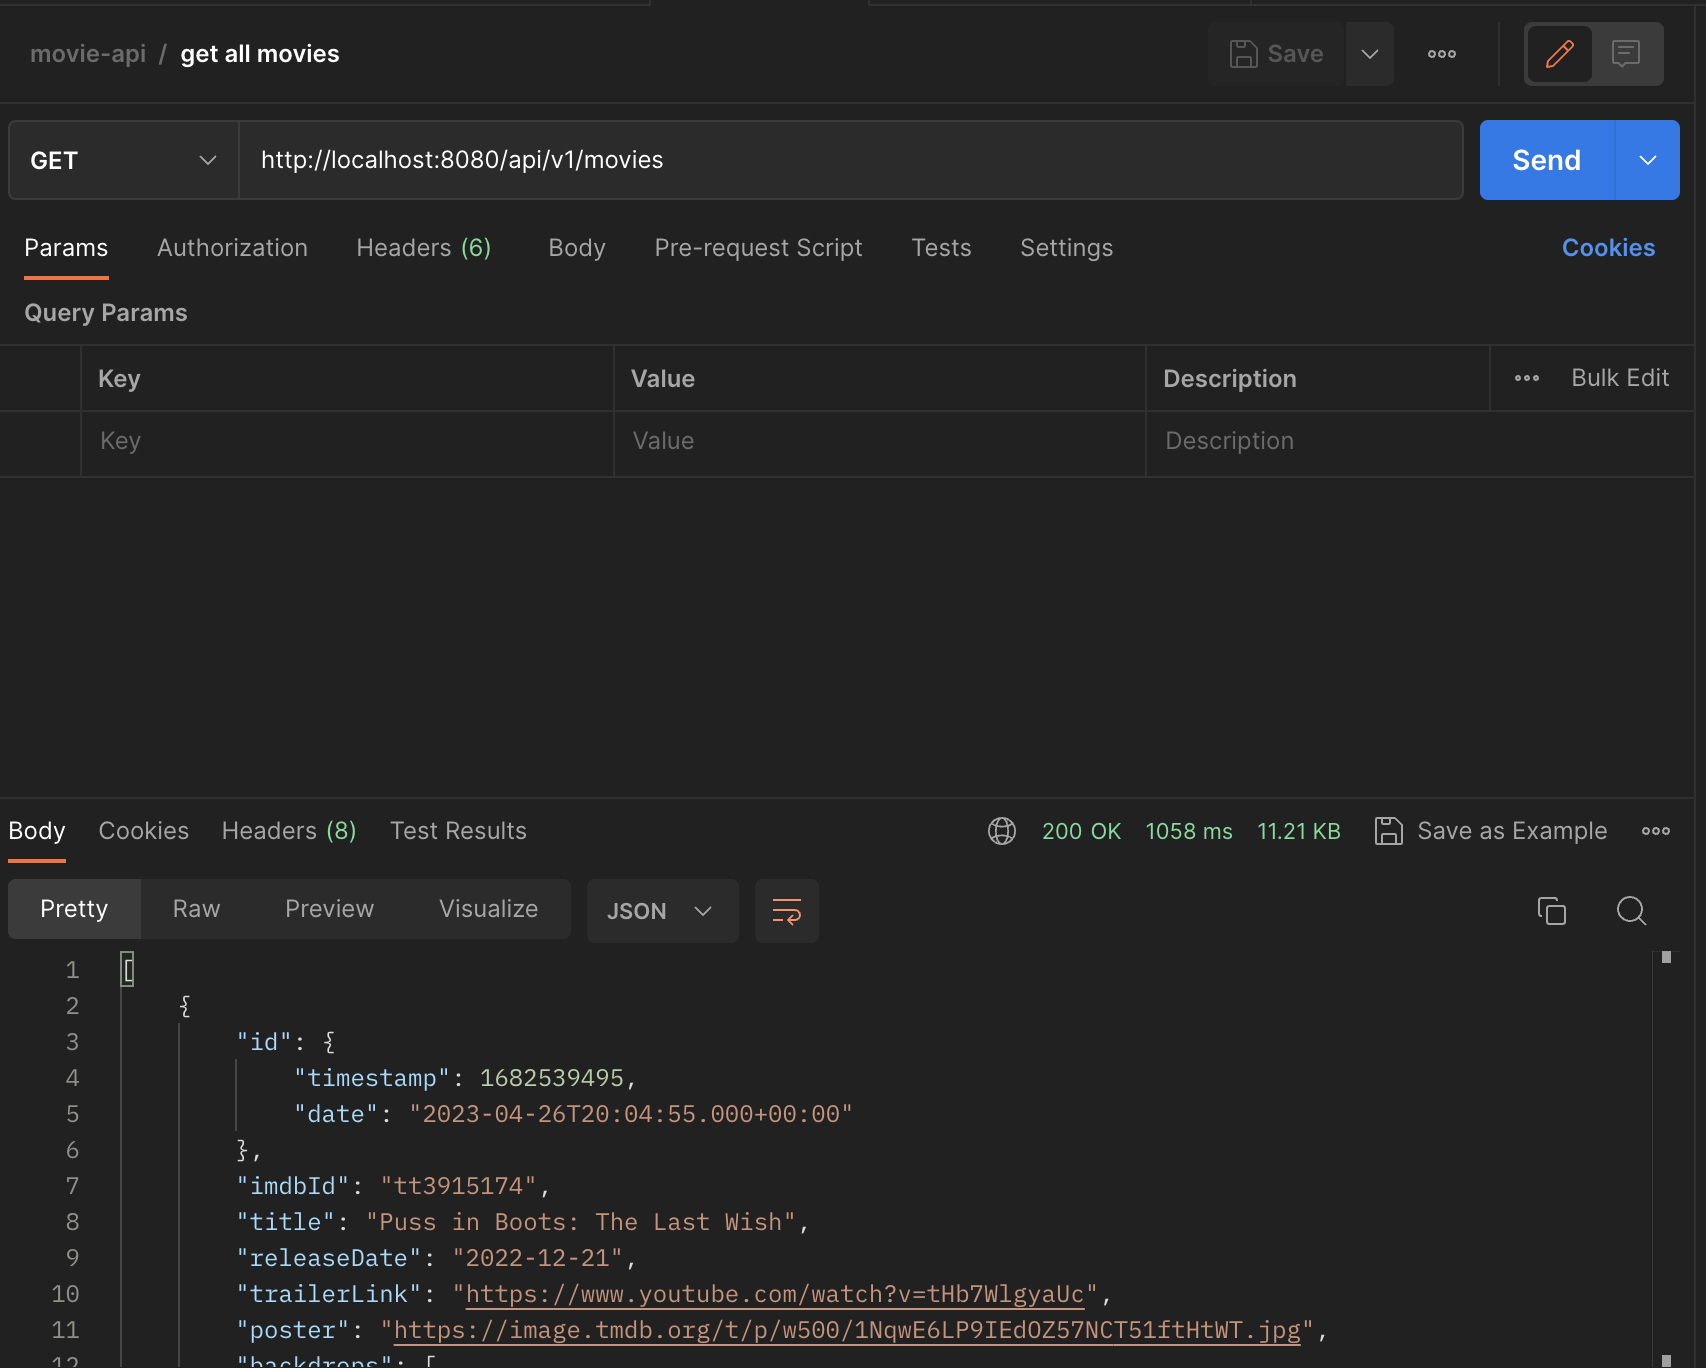 movie-api / get all movies Save
GET http://localhost:8080/api/v1/movies Send
Params Authorization Headers (6) Body Pre-request Script Tests Settings Cookies
Query Params
Key Value Description Bulk Edit
Key Value Description
Body Cookies Headers (8) Test Results 200 OK 1058 ms 11.21 KB Save as Example
Pretty Raw Preview Visualize JSON
1 [
2 {
3 "id": {
4 "timestamp": 1682539495,
5 "date": "2023-04-26T20:04:55.000+00:00"
6 },
7 "imdbId": "tt3915174",
8 "title": "Puss in Boots: The Last Wish",
9 "releaseDate": "2022-12-21",
10 "trailerLink": "https://www.youtube.com/watch?v=tHb7WlgyaUc",
11 "poster": "https://image.tmdb.org/t/p/w500/1NqwE6LP9IEdOZ57NCT51ftHtWT.jpg",
12 "backdrops": [